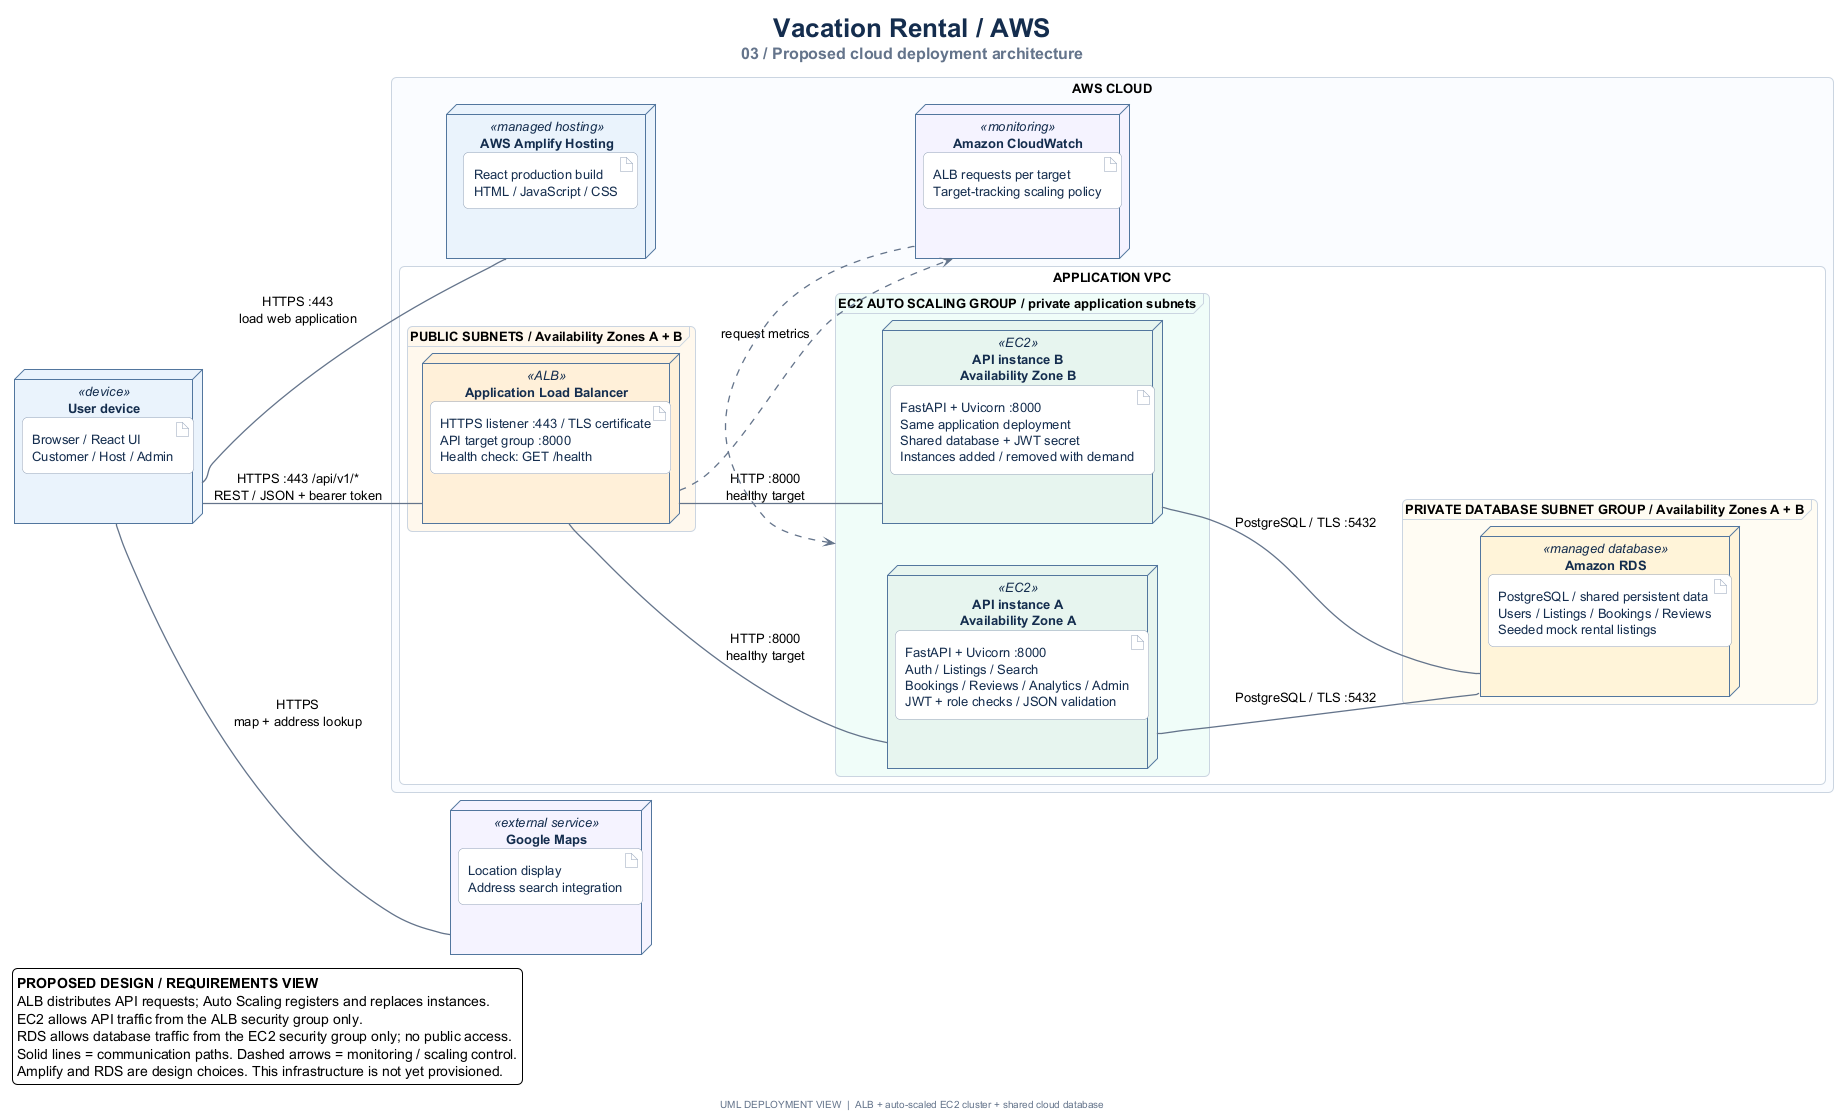 Vacation Rental / AWS
03 / Proposed cloud deployment architecture
AWS CLOUD
«managed hosting»
AWS Amplify Hosting
React production build
HTML / JavaScript / CSS
«monitoring»
Amazon CloudWatch
ALB requests per target
Target-tracking scaling policy
APPLICATION VPC
HTTPS :443
load web application
request metrics
PUBLIC SUBNETS / Availability Zones A + B
«ALB»
Application Load Balancer
HTTPS listener :443 / TLS certificate
API target group :8000
Health check: GET /health
EC2 AUTO SCALING GROUP / private application subnets
«EC2»
API instance B
Availability Zone B
FastAPI + Uvicorn :8000
Same application deployment
Shared database + JWT secret
Instances added / removed with demand
«device»
User device
Browser / React UI
Customer / Host / Admin
HTTPS :443 /api/v1/*
REST / JSON + bearer token
HTTP :8000
healthy target
PostgreSQL / TLS :5432
PRIVATE DATABASE SUBNET GROUP / Availability Zones A + B
«managed database»
Amazon RDS
PostgreSQL / shared persistent data
Users / Listings / Bookings / Reviews
Seeded mock rental listings
«EC2»
API instance A
Availability Zone A
FastAPI + Uvicorn :8000
Auth / Listings / Search
Bookings / Reviews / Analytics / Admin
JWT + role checks / JSON validation
HTTP :8000
healthy target
PostgreSQL / TLS :5432
HTTPS
map + address lookup
«external service»
Google Maps
Location display
Address search integration
PROPOSED DESIGN / REQUIREMENTS VIEW
ALB distributes API requests; Auto Scaling registers and replaces instances.
EC2 allows API traffic from the ALB security group only.
RDS allows database traffic from the EC2 security group only; no public access.
Solid lines = communication paths. Dashed arrows = monitoring / scaling control.
Amplify and RDS are design choices. This infrastructure is not yet provisioned.
UML DEPLOYMENT VIEW | ALB + auto-scaled EC2 cluster + shared cloud database